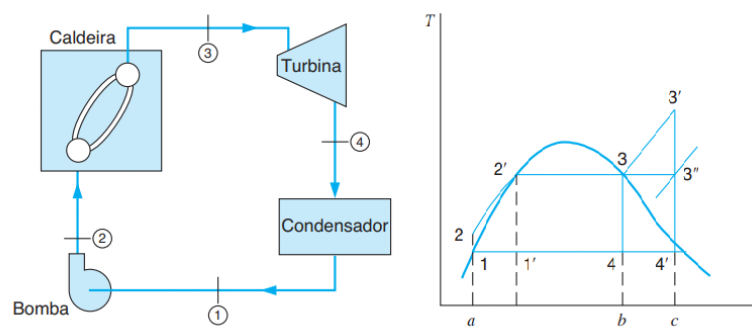 Caldeira
3
Turbina
4
Condensador
2
Bomba
1
T
3′
2′
3
3″
2
1
1′
4
4′
a
b
c